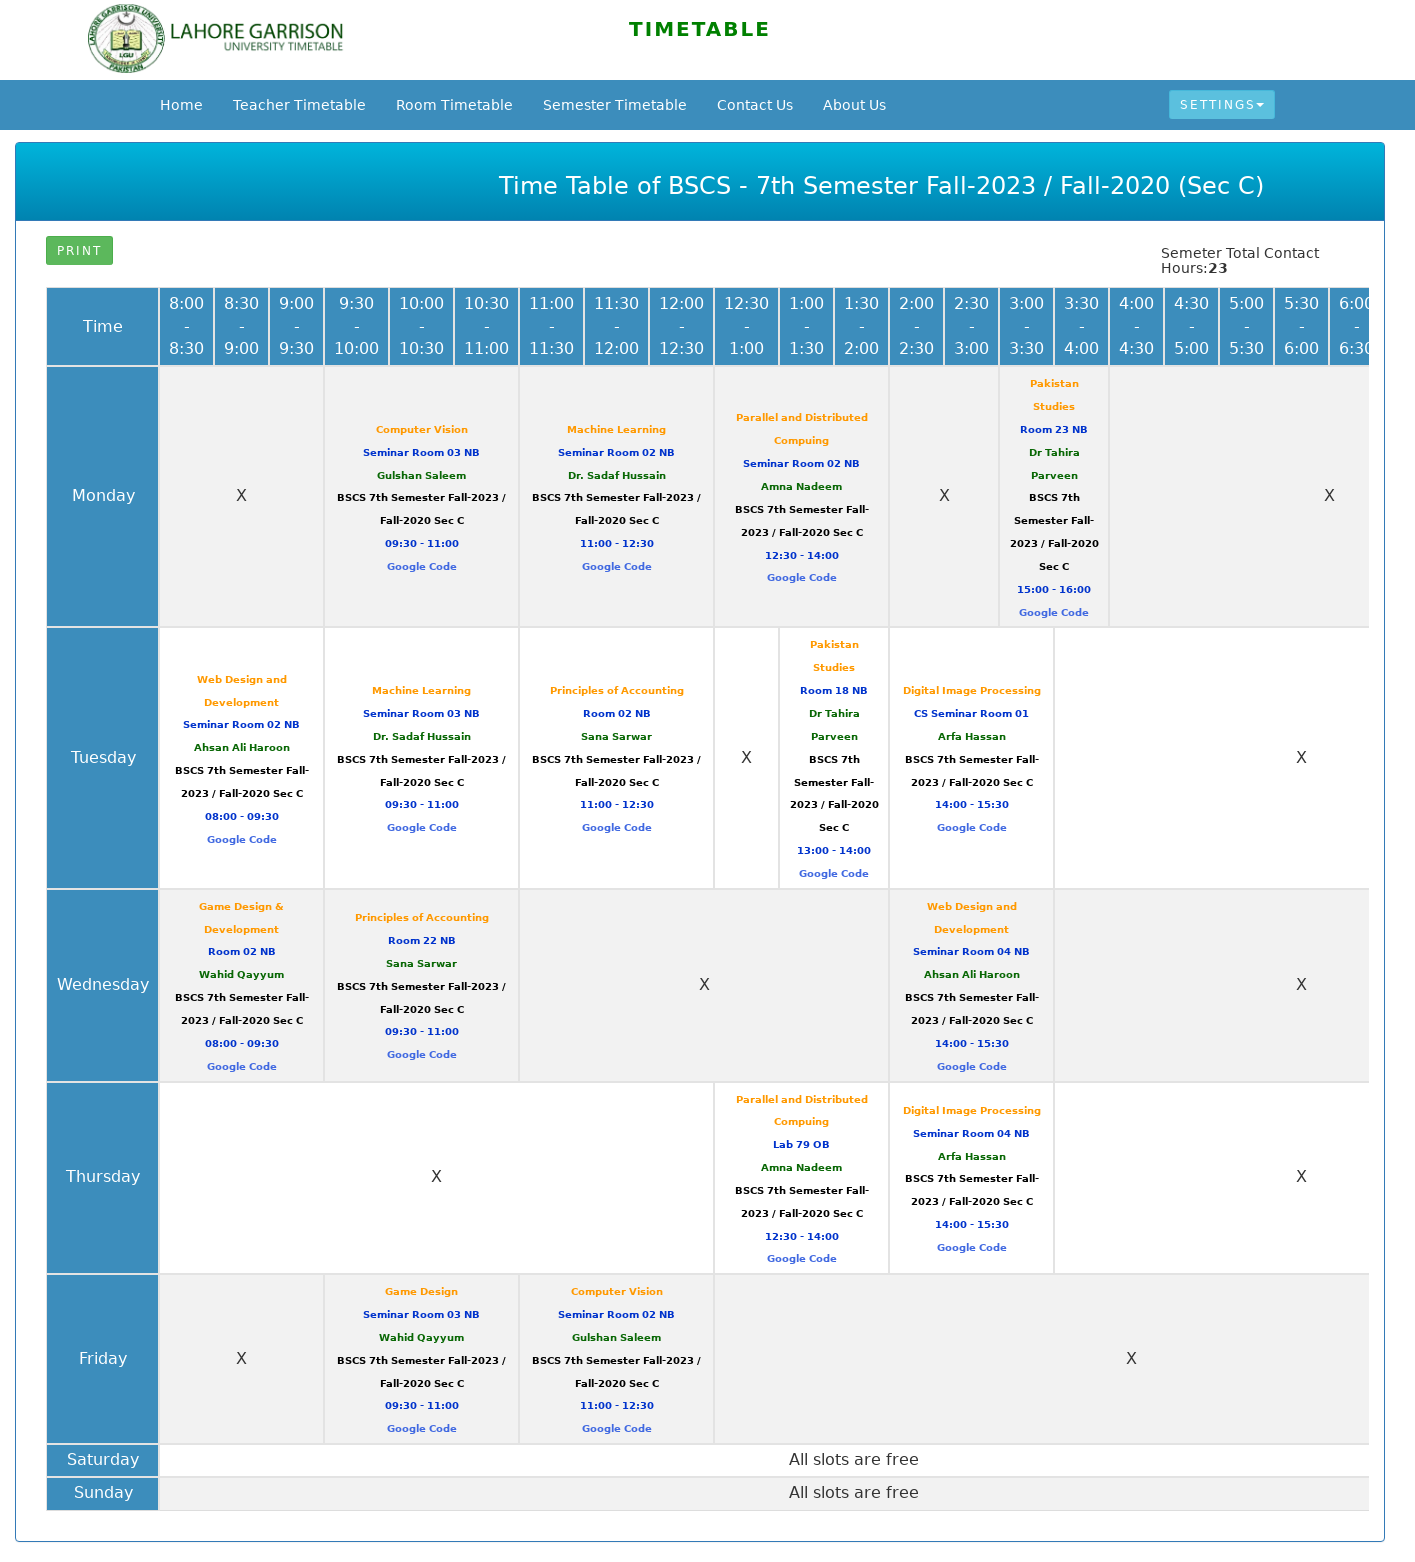 LAHORE GARRISON
UNIVERSITY TIMETABLE
TIMETABLE
Home Teacher Timetable Room Timetable Semester Timetable Contact Us About Us SETTINGS
Time Table of BSCS - 7th Semester Fall-2023 / Fall-2020 (Sec C)
PRINT
Semeter Total Contact
Hours:23
Time
8:00 - 8:30
8:30 - 9:00
9:00 - 9:30
9:30 - 10:00
10:00 - 10:30
10:30 - 11:00
11:00 - 11:30
11:30 - 12:00
12:00 - 12:30
12:30 - 1:00
1:00 - 1:30
1:30 - 2:00
2:00 - 2:30
2:30 - 3:00
3:00 - 3:30
3:30 - 4:00
4:00 - 4:30
4:30 - 5:00
5:00 - 5:30
5:30 - 6:00
6:00 - 6:30
Monday
X
Computer Vision
Seminar Room 03 NB
Gulshan Saleem
BSCS 7th Semester Fall-2023 /
Fall-2020 Sec C
09:30 - 11:00
Google Code
Machine Learning
Seminar Room 02 NB
Dr. Sadaf Hussain
BSCS 7th Semester Fall-2023 /
Fall-2020 Sec C
11:00 - 12:30
Google Code
Parallel and Distributed
Compuing
Seminar Room 02 NB
Amna Nadeem
BSCS 7th Semester Fall-
2023 / Fall-2020 Sec C
12:30 - 14:00
Google Code
X
Pakistan
Studies
Room 23 NB
Dr Tahira
Parveen
BSCS 7th
Semester Fall-
2023 / Fall-2020
Sec C
15:00 - 16:00
Google Code
X
Tuesday
Web Design and
Development
Seminar Room 02 NB
Ahsan Ali Haroon
BSCS 7th Semester Fall-
2023 / Fall-2020 Sec C
08:00 - 09:30
Google Code
Machine Learning
Seminar Room 03 NB
Dr. Sadaf Hussain
BSCS 7th Semester Fall-2023 /
Fall-2020 Sec C
09:30 - 11:00
Google Code
Principles of Accounting
Room 02 NB
Sana Sarwar
BSCS 7th Semester Fall-2023 /
Fall-2020 Sec C
11:00 - 12:30
Google Code
X
Pakistan
Studies
Room 18 NB
Dr Tahira
Parveen
BSCS 7th
Semester Fall-
2023 / Fall-2020
Sec C
13:00 - 14:00
Google Code
Digital Image Processing
CS Seminar Room 01
Arfa Hassan
BSCS 7th Semester Fall-
2023 / Fall-2020 Sec C
14:00 - 15:30
Google Code
X
Wednesday
Game Design &
Development
Room 02 NB
Wahid Qayyum
BSCS 7th Semester Fall-
2023 / Fall-2020 Sec C
08:00 - 09:30
Google Code
Principles of Accounting
Room 22 NB
Sana Sarwar
BSCS 7th Semester Fall-2023 /
Fall-2020 Sec C
09:30 - 11:00
Google Code
X
Web Design and
Development
Seminar Room 04 NB
Ahsan Ali Haroon
BSCS 7th Semester Fall-
2023 / Fall-2020 Sec C
14:00 - 15:30
Google Code
X
Thursday
X
Parallel and Distributed
Compuing
Lab 79 OB
Amna Nadeem
BSCS 7th Semester Fall-
2023 / Fall-2020 Sec C
12:30 - 14:00
Google Code
Digital Image Processing
Seminar Room 04 NB
Arfa Hassan
BSCS 7th Semester Fall-
2023 / Fall-2020 Sec C
14:00 - 15:30
Google Code
X
Friday
X
Game Design
Seminar Room 03 NB
Wahid Qayyum
BSCS 7th Semester Fall-2023 /
Fall-2020 Sec C
09:30 - 11:00
Google Code
Computer Vision
Seminar Room 02 NB
Gulshan Saleem
BSCS 7th Semester Fall-2023 /
Fall-2020 Sec C
11:00 - 12:30
Google Code
X
Saturday
All slots are free
Sunday
All slots are free